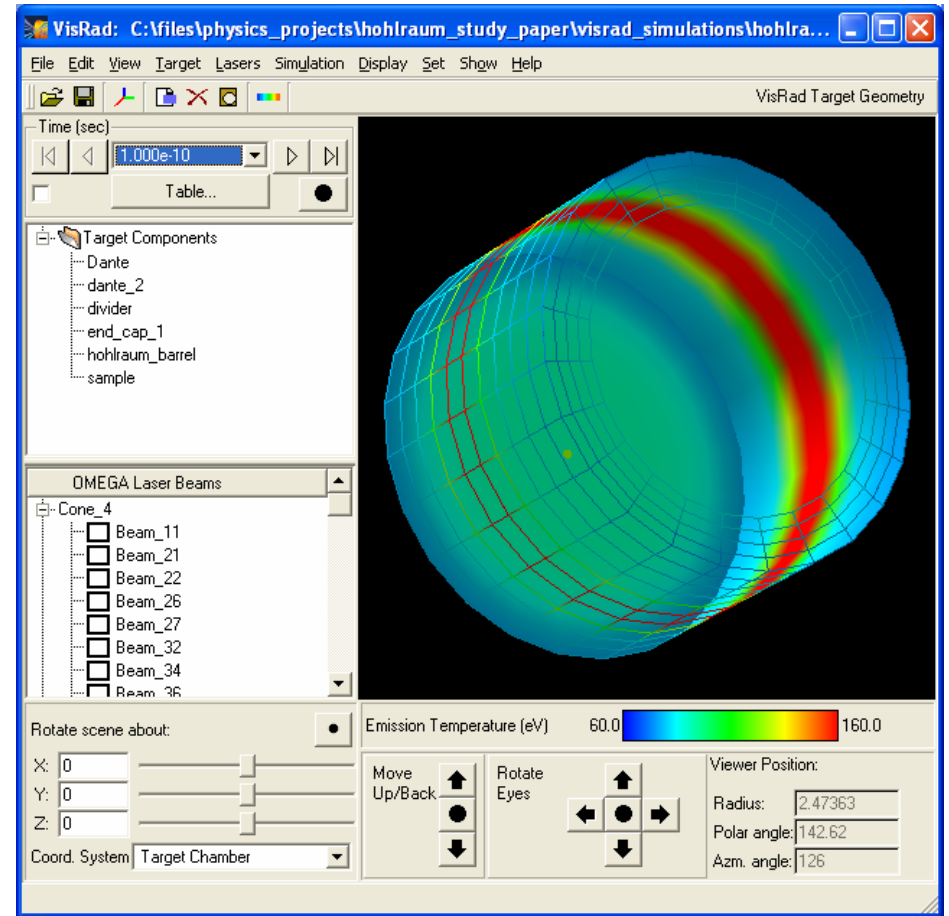 VisRad: C:\files\physics_projects\hohlraum_study_paper\visrad_simulations\hohlra...
File Edit View Target Lasers Simulation Display Set Show Help
VisRad Target Geometry
Time (sec)
1.000e-10
Table...
Target Components
Dante
dante_2
divider
end_cap_1
hohlraum_barrel
sample
OMEGA Laser Beams
Cone_4
Beam_11
Beam_21
Beam_22
Beam_26
Beam_27
Beam_32
Beam_34
Beam_36
Rotate scene about:
X: 0
Y: 0
Z: 0
Coord. System Target Chamber
Emission Temperature (eV) 60.0 160.0
Move
Up/Back
Rotate
Eyes
Viewer Position:
Radius: 2.47363
Polar angle: 142.62
Azm. angle: 126